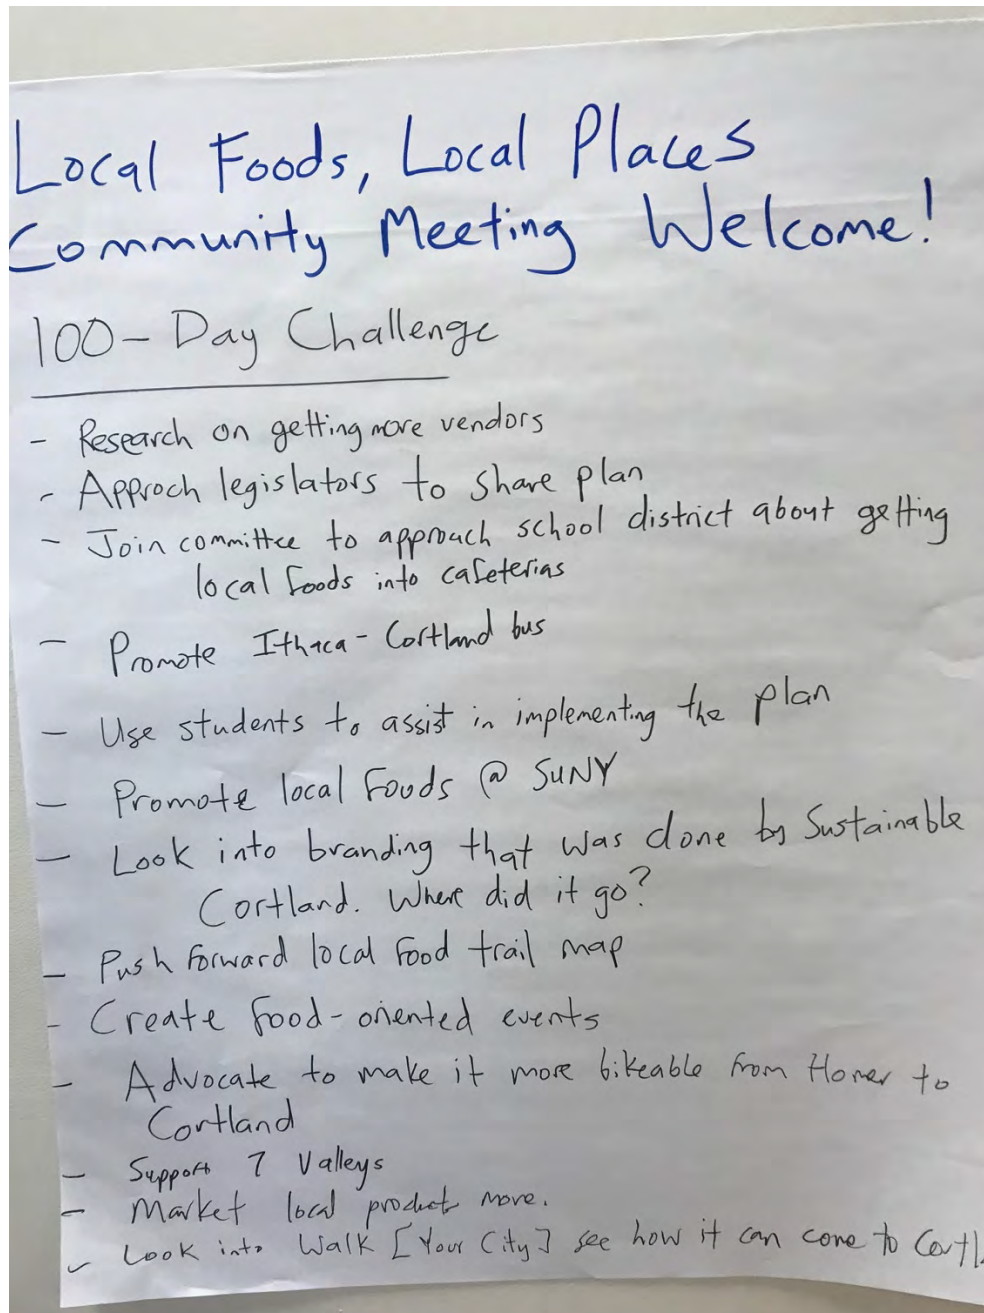 Local Foods, Local Places
Community Meeting Welcome!
100-Day Challenge
- Research on getting more vendors
- Approch legislators to share plan
- Join committee to approach school district about getting
local foods into cafeterias
- Promote Ithaca-Cortland bus
- Use students to assist in implementing the plan
- Promote local foods @ SUNY
- Look into branding that was done by Sustainable
Cortland. Where did it go?
- Push forward local food trail map
- Create food-oriented events
- Advocate to make it more bikeable from Homer to
Cortland
- Support 7 Valleys
- Market local product more.
- Look into Walk [Your City] see how it can come to Cortl